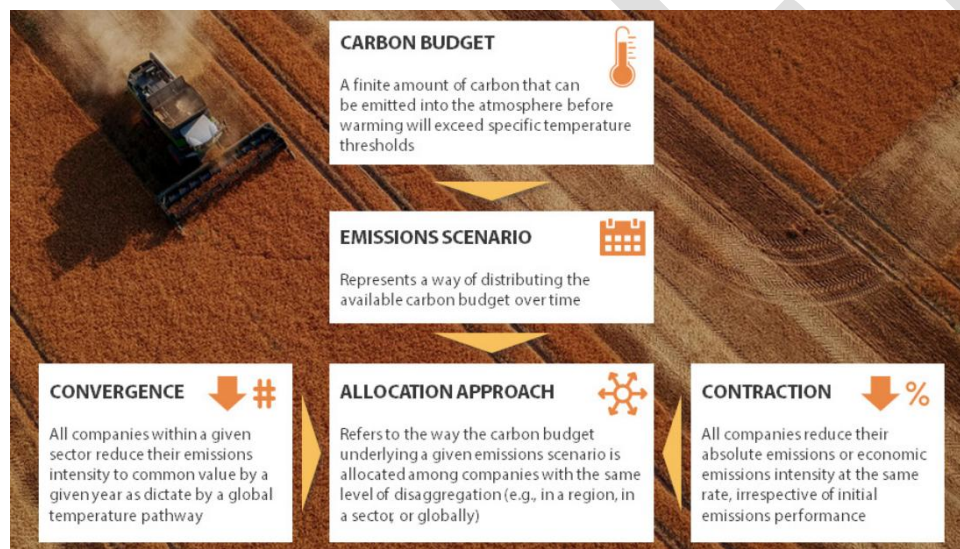 CARBON BUDGET
A finite amount of carbon that can
be emitted into the atmosphere before
warming will exceed specific temperature
thresholds
EMISSIONS SCENARIO
Represents a way of distributing the
available carbon budget over time
CONVERGENCE
#
All companies within a given
sector reduce their emissions
intensity to common value by a
given year as dictate by a global
temperature pathway
ALLOCATION APPROACH
Refers to the way the carbon budget
underlying a given emissions scenario is
allocated among companies with the same
level of disaggregation (e.g., in a region, in
a sector, or globally)
CONTRACTION
%
All companies reduce their
absolute emissions or economic
emissions intensity at the same
rate, irrespective of initial
emissions performance